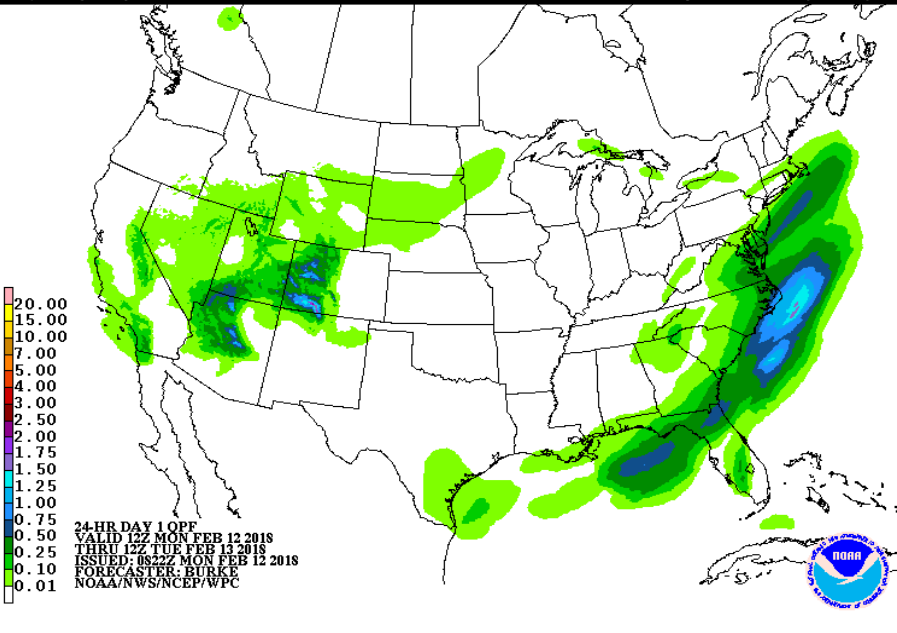 20.00
15.00
10.00
7.00
5.00
4.00
3.00
2.50
2.00
1.75
1.50
1.25
1.00
0.75
0.50
0.25
0.10
0.01
24-HR DAY 1 QPF
VALID 12Z MON FEB 12 2018
THRU 12Z TUE FEB 13 2018
ISSUED: 0822Z MON FEB 12 2018
FORECASTER: BURKE
NOAA/NWS/NCEP/WPC
NOAA